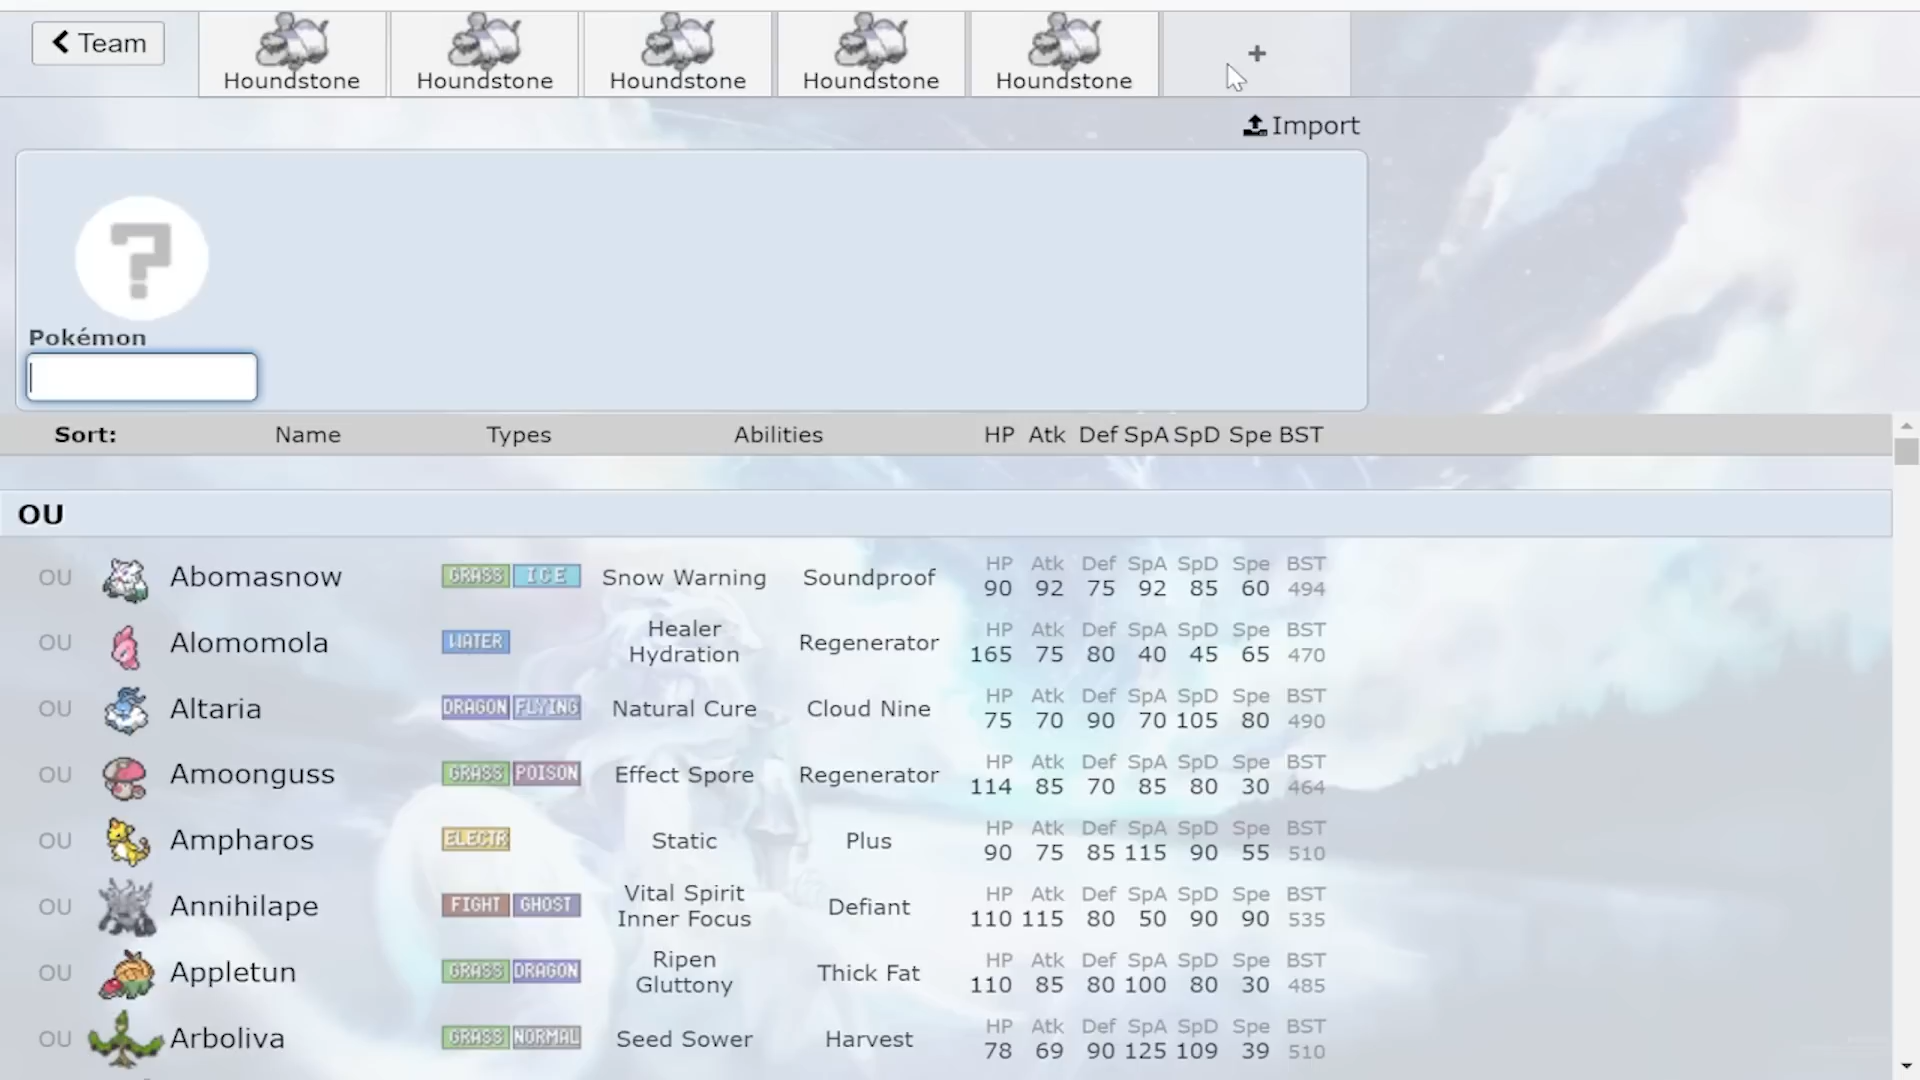 Team
Houndstone Houndstone Houndstone Houndstone Houndstone +
Import
?
Pokémon
Sort: Name Types Abilities HP Atk Def SpA SpD Spe BST
OU
HP Atk Def SpA SpD Spe BST
OU Abomasnow GRASS ICE Snow Warning Soundproof 90 92 75 92 85 60 494
HP Atk Def SpA SpD Spe BST
OU Alomomola WATER Healer Hydration Regenerator 165 75 80 40 45 65 470
HP Atk Def SpA SpD Spe BST
OU Altaria DRAGON FLYING Natural Cure Cloud Nine 75 70 90 70 105 80 490
HP Atk Def SpA SpD Spe BST
OU Amoonguss GRASS POISON Effect Spore Regenerator 114 85 70 85 80 30 464
HP Atk Def SpA SpD Spe BST
OU Ampharos ELECTR Static Plus 90 75 85 115 90 55 510
HP Atk Def SpA SpD Spe BST
OU Annihilape FIGHT GHOST Vital Spirit Inner Focus Defiant 110 115 80 50 90 90 535
HP Atk Def SpA SpD Spe BST
OU Appletun GRASS DRAGON Ripen Gluttony Thick Fat 110 85 80 100 80 30 485
HP Atk Def SpA SpD Spe BST
OU Arboliva GRASS NORMAL Seed Sower Harvest 78 69 90 125 109 39 510